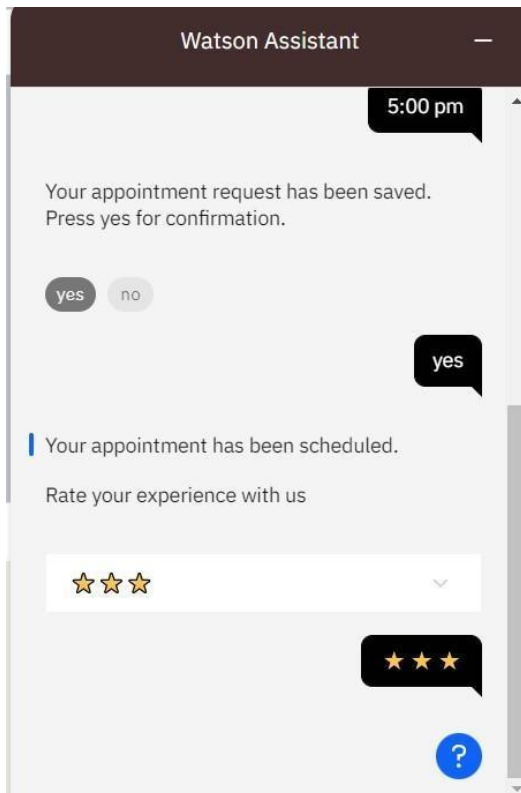 Watson Assistant
5:00 pm
Your appointment request has been saved.
Press yes for confirmation.
yes no
yes
Your appointment has been scheduled.
Rate your experience with us
⭐⭐⭐
★★★
?